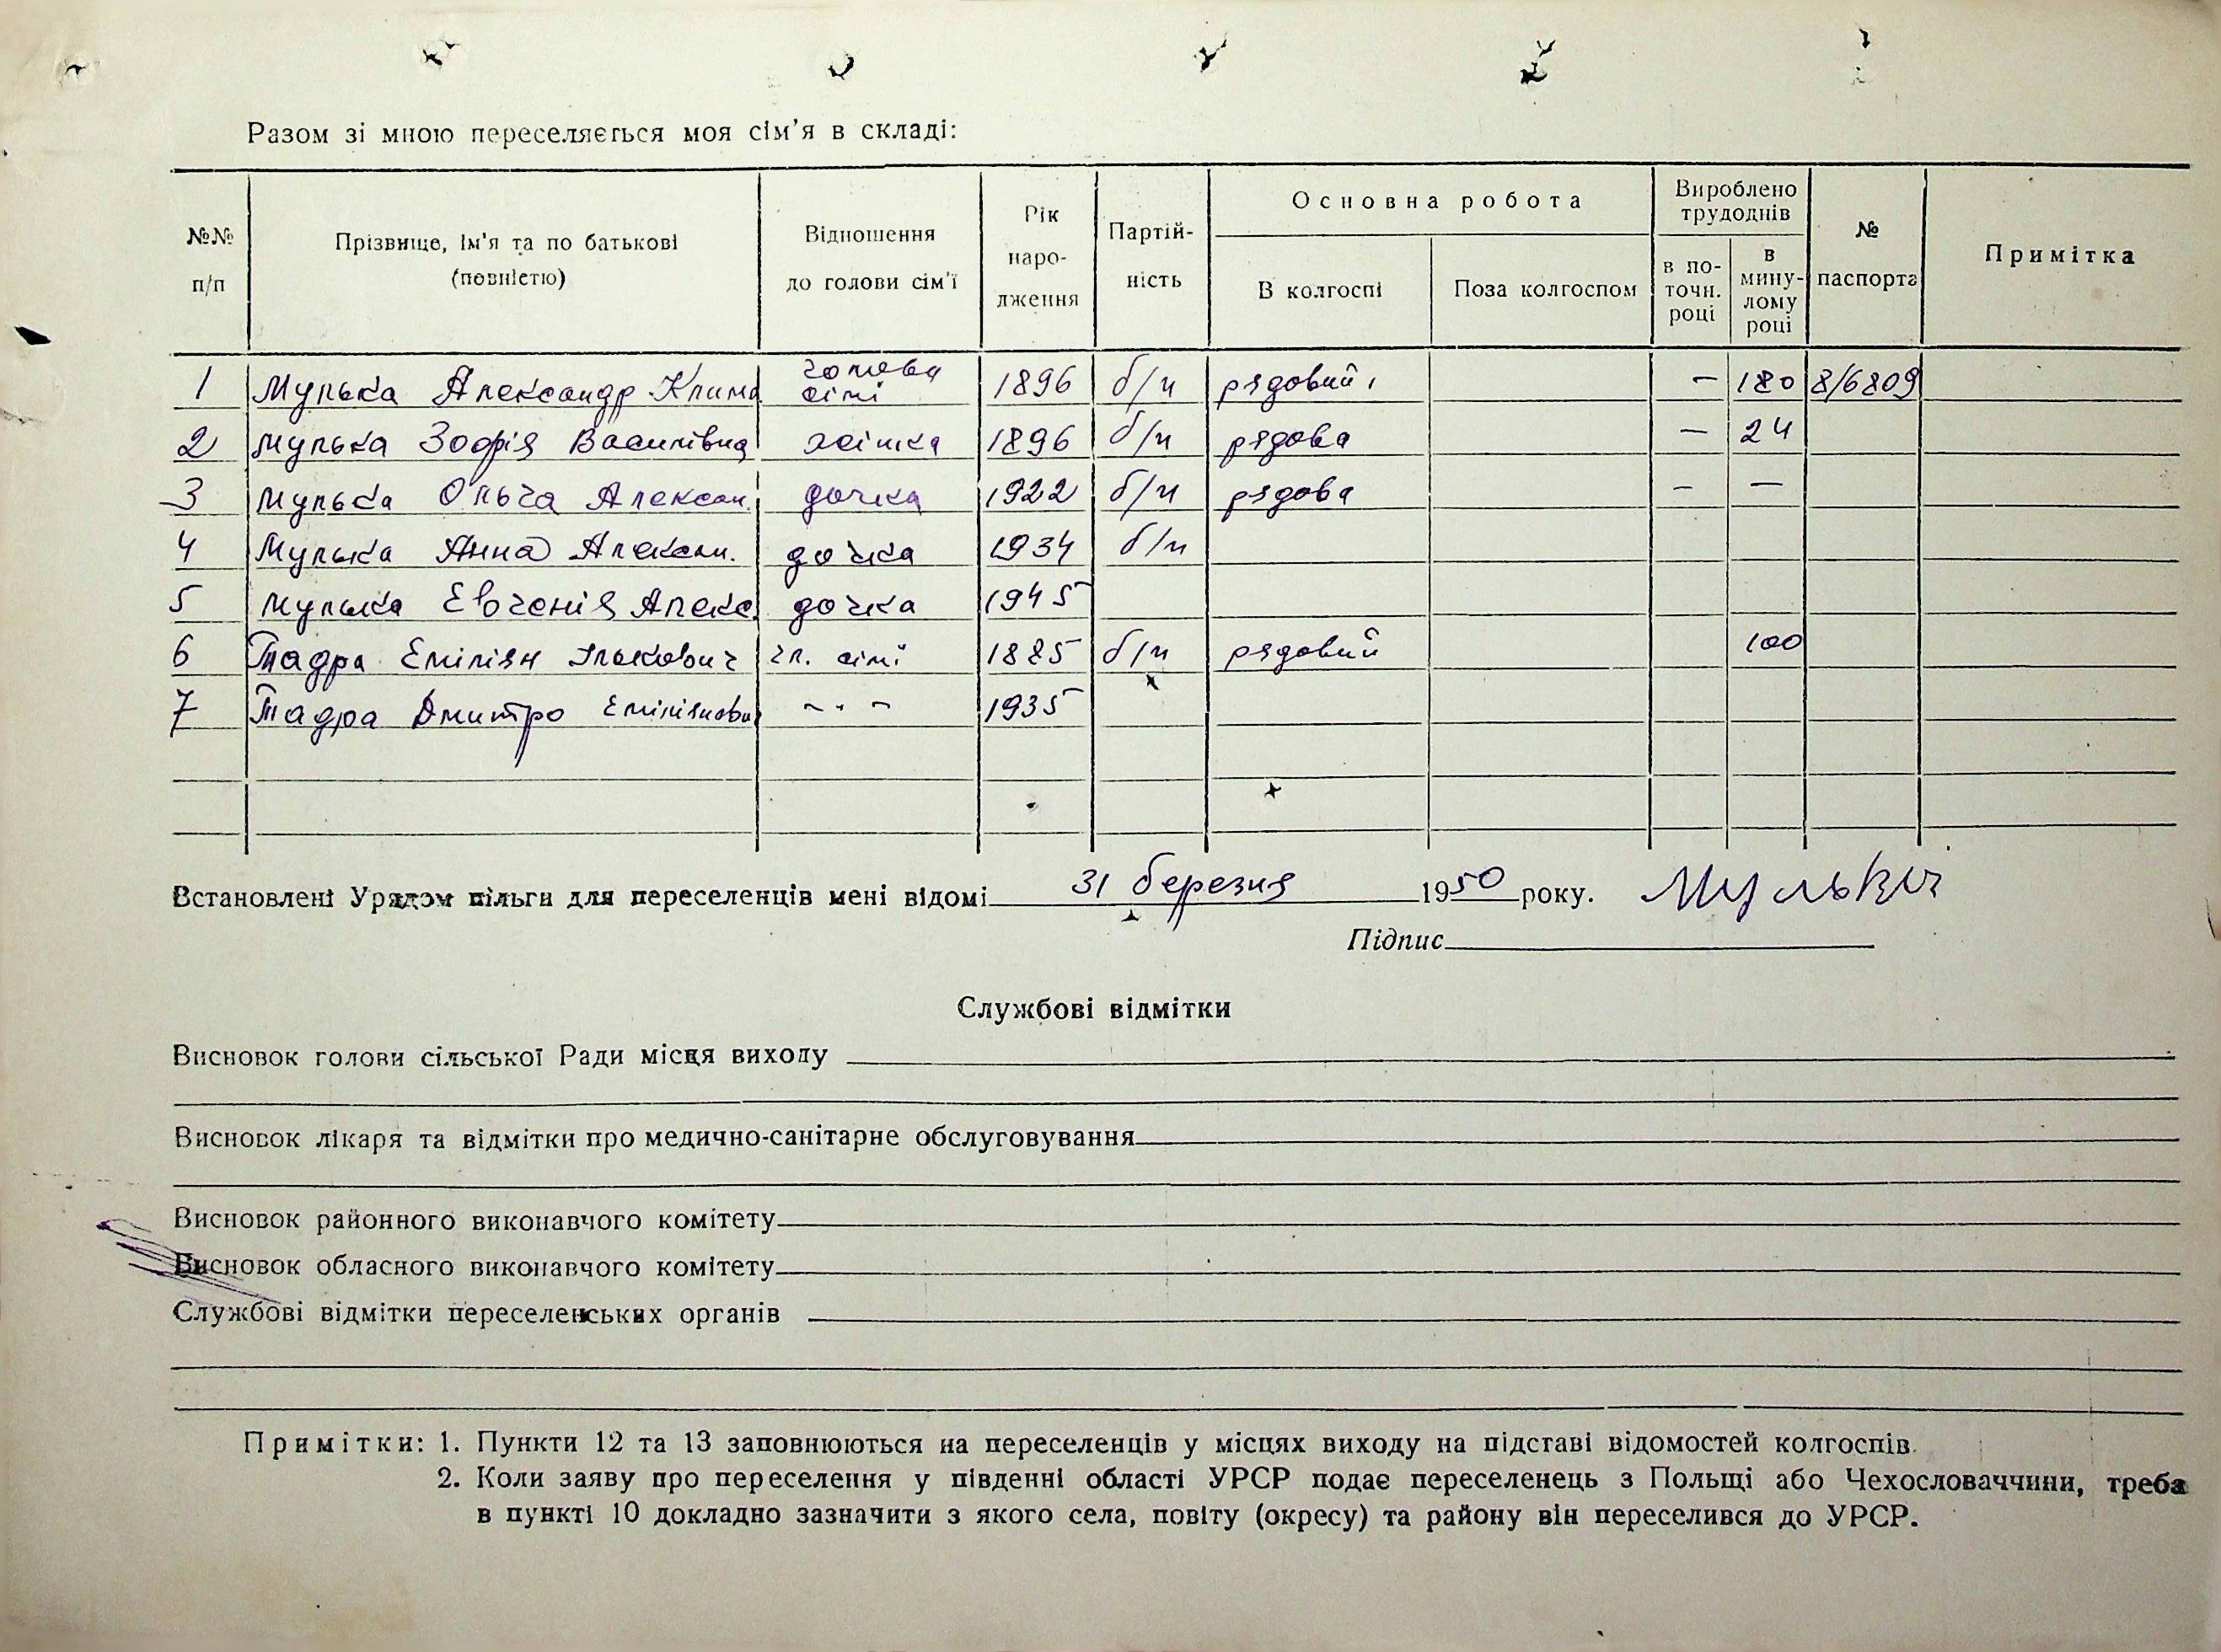 Разом зі мною переселяється моя сім'я в складі:
№№ п/п | Прізвище, ім'я та по батькові (повністю) | Відношення до голови сім'ї | Рік народження | Партійність | Основна робота | Вироблено трудоднів | № паспорта | Примітка
В колгоспі | Поза колгоспом | в поточн. році | в минулому році
1 | Мулька Александр Клима | голова сімї | 1896 | б/п | рядовий | | – | 180 | 8/6809
2 | Мулька Зофія Василівна | жінка | 1896 | б/п | рядова | | – | 24
3 | Мулька Ольга Алексан. | дочка | 1922 | б/п | рядова | | – | –
4 | Мулька Анна Алексан. | дочка | 1934 | б/п
5 | Мулька Евгенія Алекс. | дочка | 1945
6 | Тадра Еміліян Ількович | гл. сімї | 1885 | б/п | рядовий | | | 100
7 | Тадра Дмитро Еміліянович | – " – | 1935
Встановлені Урядом пільги для переселенців мені відомі 31 березня 1950 року. Мулька
Підпис
Службові відмітки
Висновок голови сільської Ради місця виходу
Висновок лікаря та відмітки про медично-санітарне обслуговування
Висновок районного виконавчого комітету
Висновок обласного виконавчого комітету
Службові відмітки переселенських органів
Примітки: 1. Пункти 12 та 13 заповнюються на переселенців у місцях виходу на підставі відомостей колгоспів.
2. Коли заяву про переселення у південні області УРСР подає переселенець з Польщі або Чехословаччини, треба
в пункті 10 докладно зазначити з якого села, повіту (окресу) та району він переселився до УРСР.